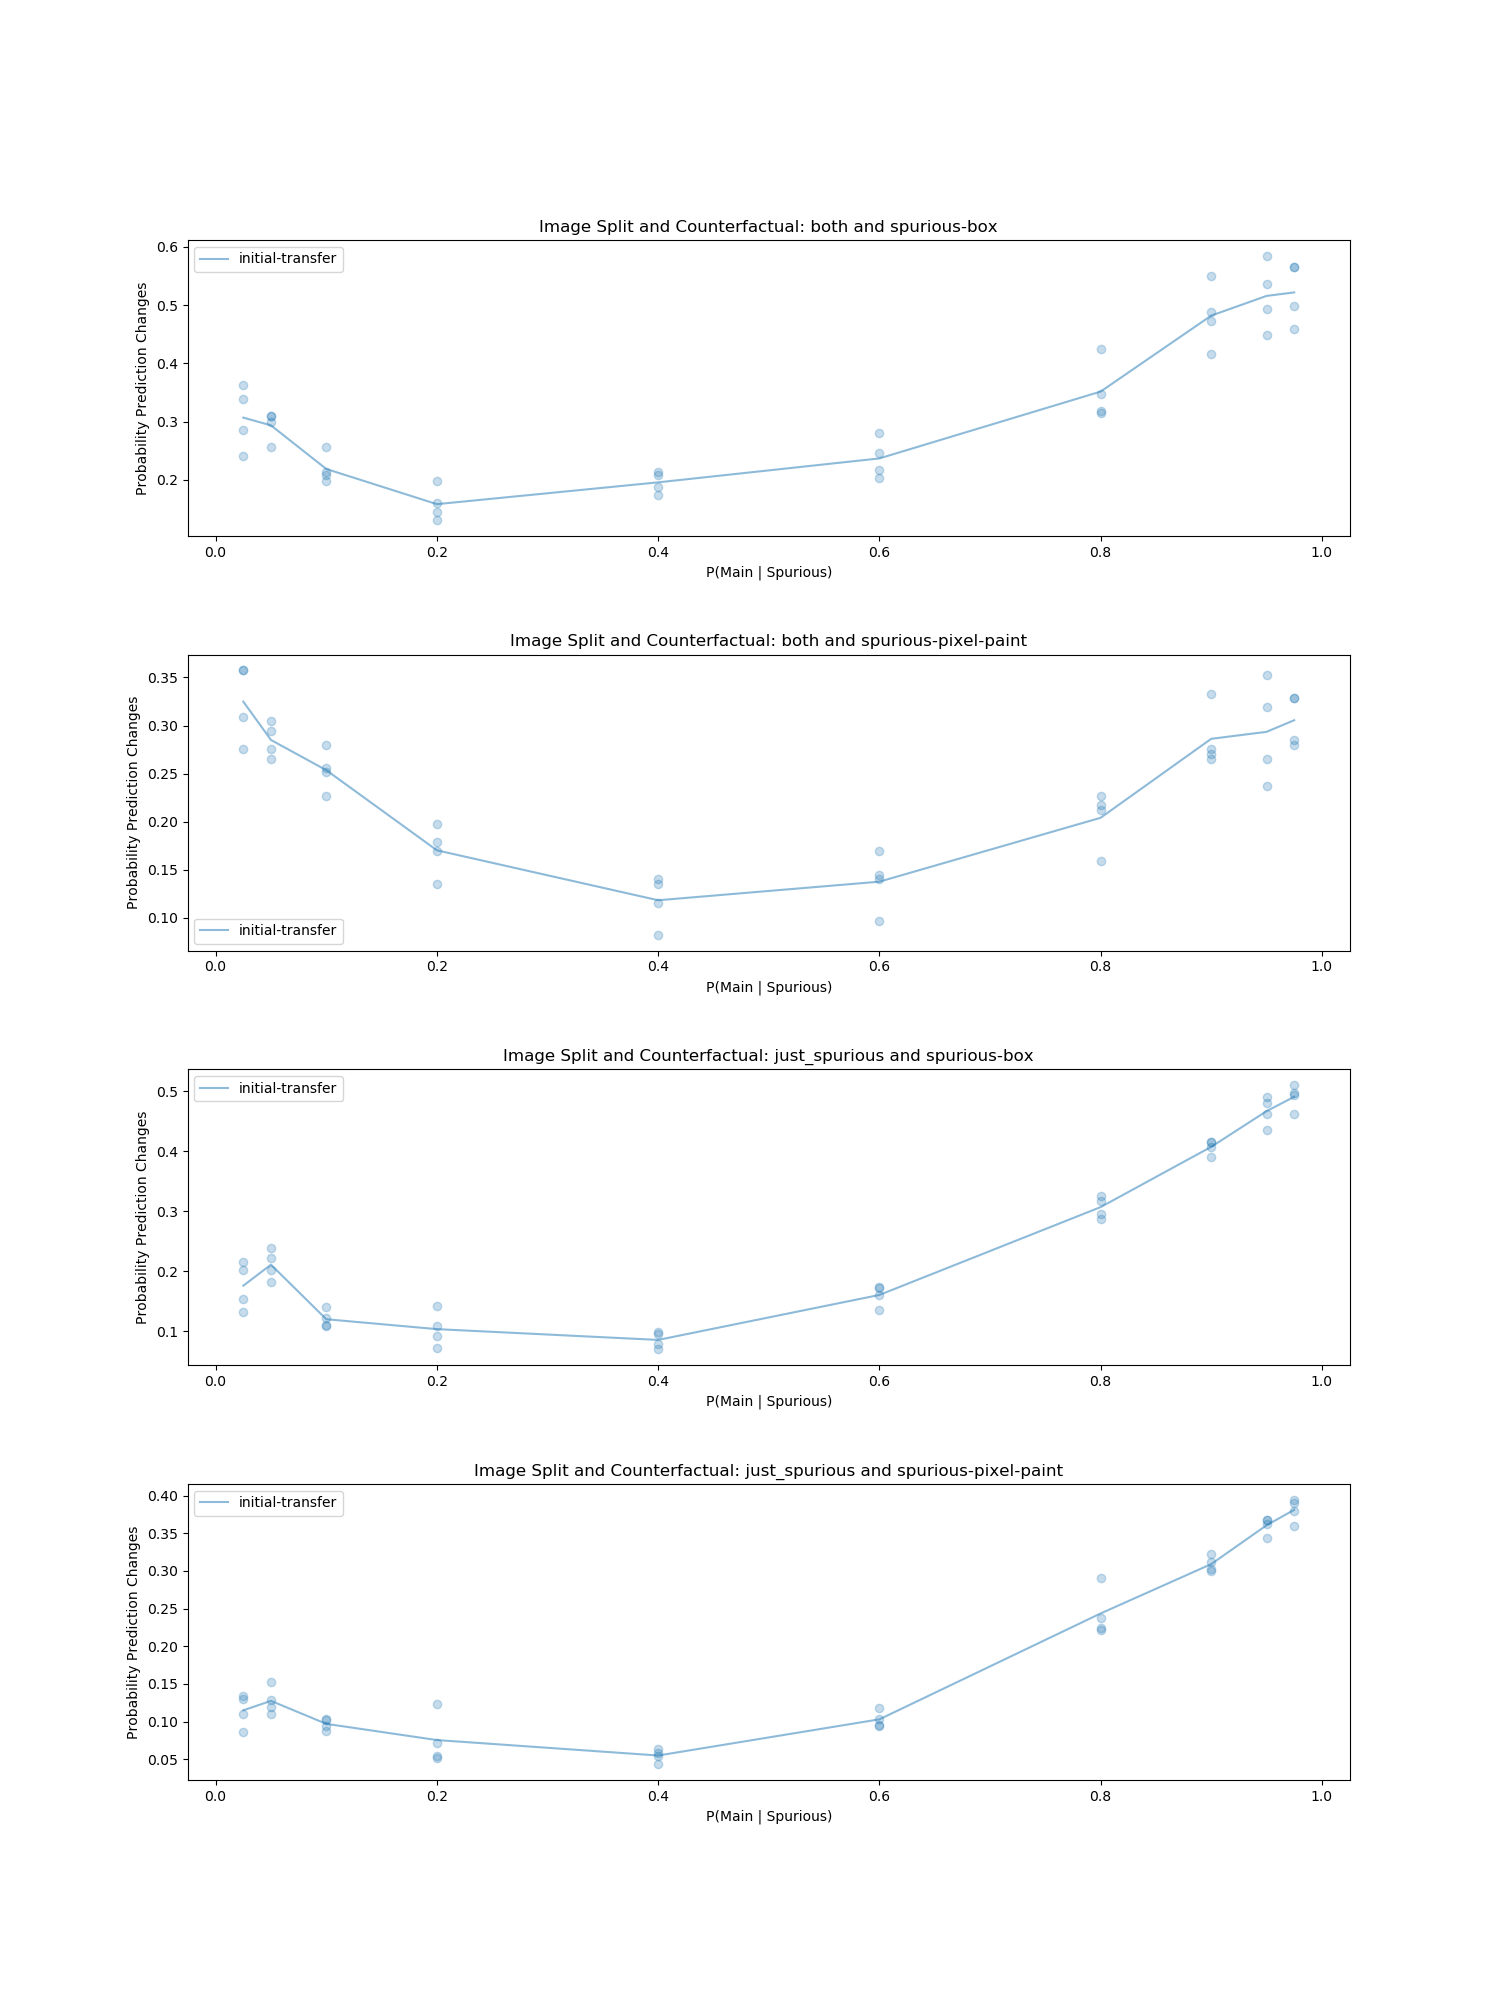 Image Split and Counterfactual: both and spurious-box
initial-transfer
Probability Prediction Changes
0.6
0.5
0.4
0.3
0.2
0.0 0.2 0.4 0.6 0.8 1.0
P(Main | Spurious)
Image Split and Counterfactual: both and spurious-pixel-paint
Probability Prediction Changes
0.35
0.30
0.25
0.20
0.15
0.10
initial-transfer
0.0 0.2 0.4 0.6 0.8 1.0
P(Main | Spurious)
Image Split and Counterfactual: just_spurious and spurious-box
initial-transfer
Probability Prediction Changes
0.5
0.4
0.3
0.2
0.1
0.0 0.2 0.4 0.6 0.8 1.0
P(Main | Spurious)
Image Split and Counterfactual: just_spurious and spurious-pixel-paint
initial-transfer
Probability Prediction Changes
0.40
0.35
0.30
0.25
0.20
0.15
0.10
0.05
0.0 0.2 0.4 0.6 0.8 1.0
P(Main | Spurious)